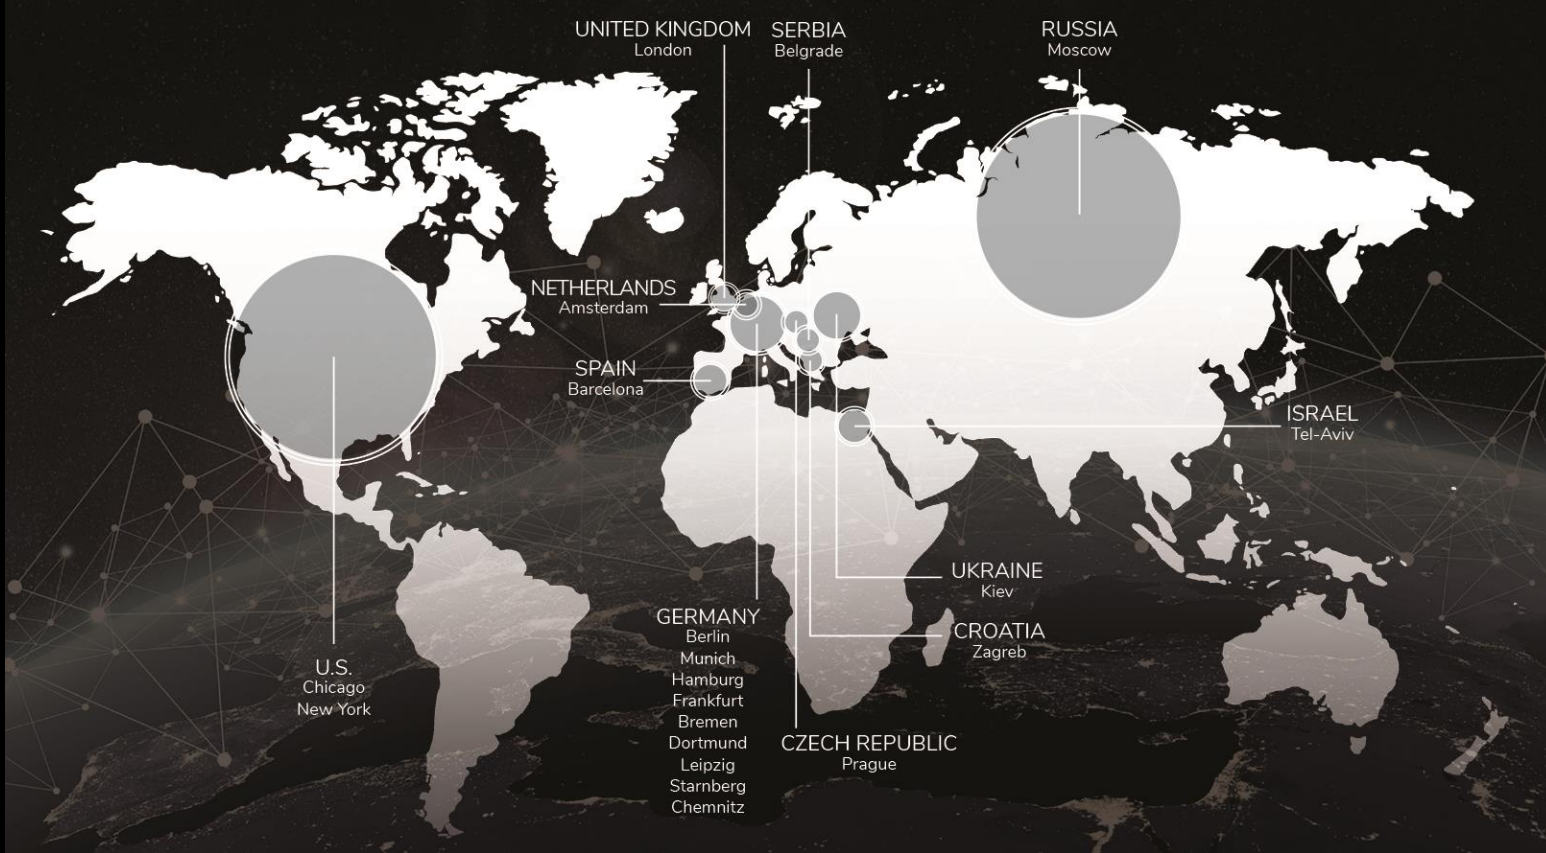 UNITED KINGDOM
London
SERBIA
Belgrade
RUSSIA
Moscow
NETHERLANDS
Amsterdam
SPAIN
Barcelona
ISRAEL
Tel-Aviv
UKRAINE
Kiev
GERMANY
Berlin
Munich
Hamburg
Frankfurt
Bremen
Dortmund
Leipzig
Starnberg
Chemnitz
CROATIA
Zagreb
U.S.
Chicago
New York
CZECH REPUBLIC
Prague